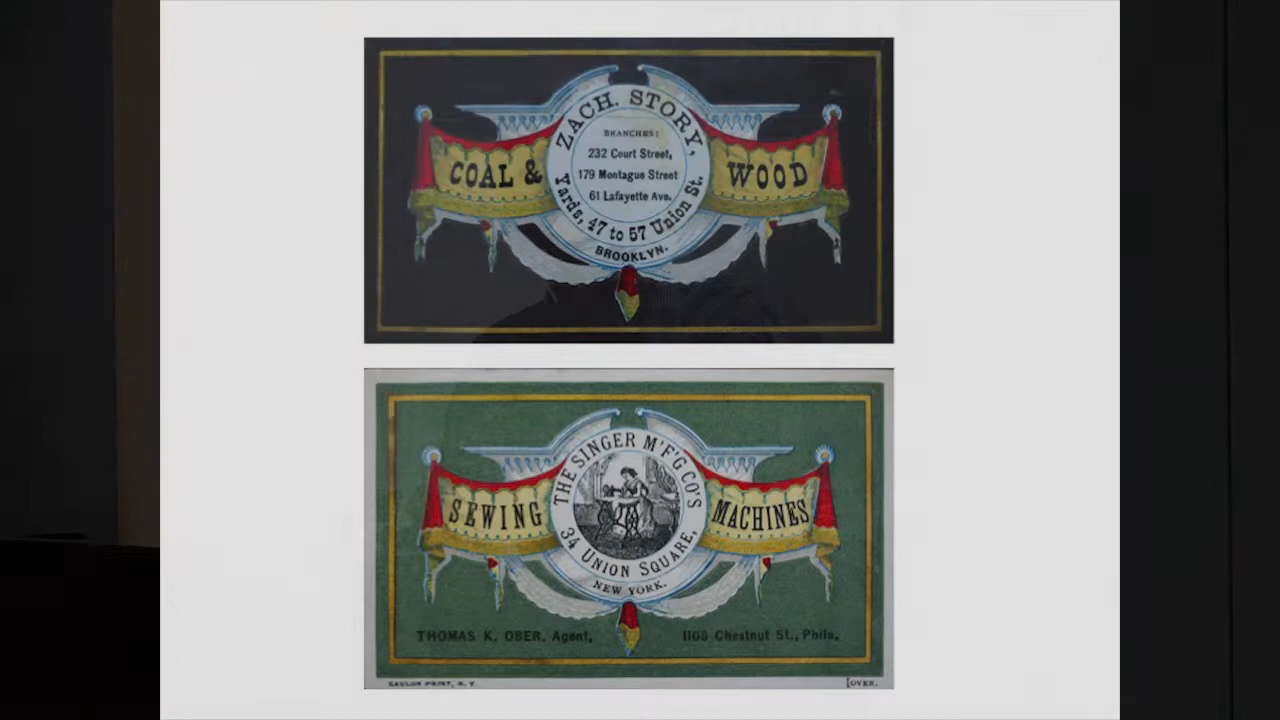 ZACH. STORY,
BRANCHES:
232 Court Street,
179 Montague Street
61 Lafayette Ave.
COAL & WOOD
Yards, 47 to 57 Union St.
BROOKLYN.
THE SINGER M'F'G CO'S
SEWING MACHINES
34 UNION SQUARE,
NEW YORK.
THOMAS K. OBER, Agent, 1106 Chestnut St., Phila.
CAXLON PRINT, N. Y. [OVER.